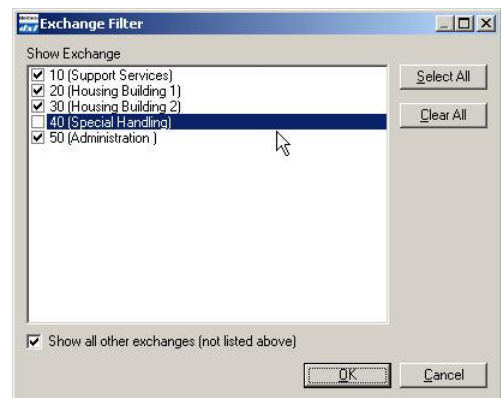 Exchange Filter
Show Exchange
10 (Support Services)
20 (Housing Building 1)
30 (Housing Building 2)
40 (Special Handling)
50 (Administration )
Select All
Clear All
Show all other exchanges (not listed above)
OK
Cancel